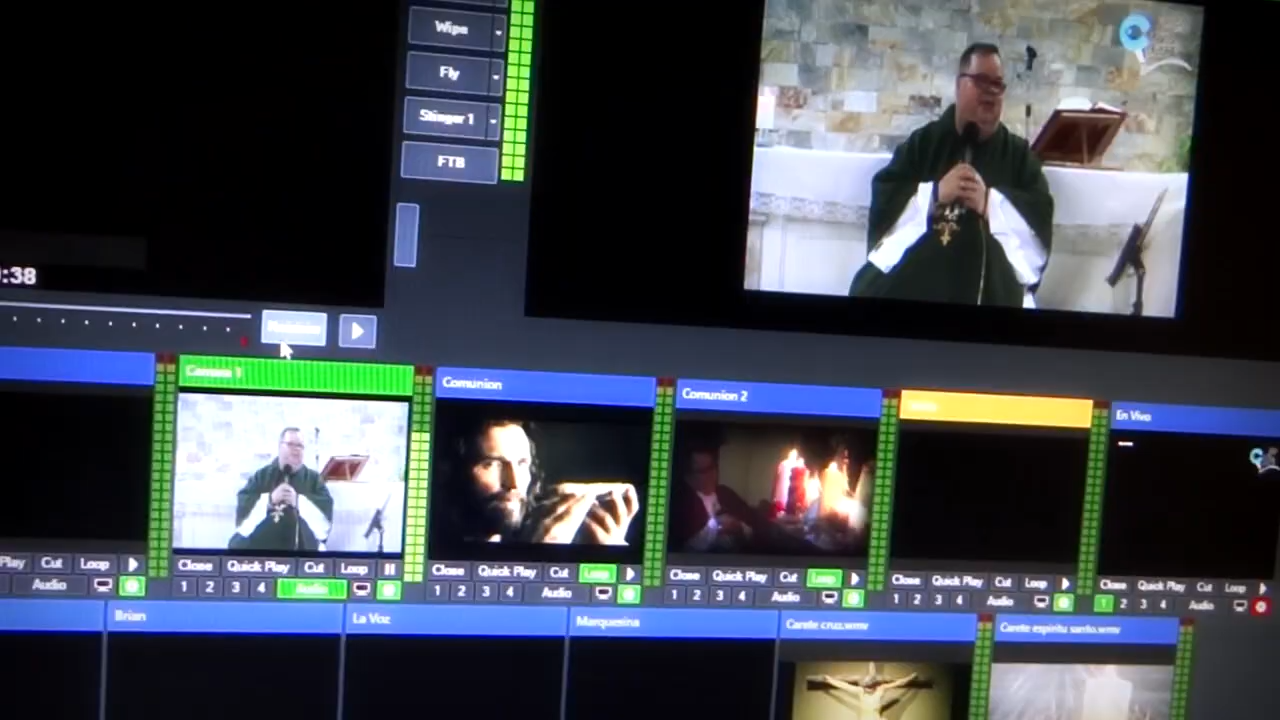 Wipe
Fly
Stinger 1
FTB
:38
Camara 1
Comunion
Comunion 2
En Vivo
Play Cut Loop
Audio
Close Quick Play Cut Loop
1 2 3 4 Audio
Close Quick Play Cut Loop
1 2 3 4 Audio
Close Quick Play Cut Loop
1 2 3 4 Audio
Close Quick Play Cut Loop
1 2 3 4 Audio
Close Quick Play Cut Loop
1 2 3 4 Audio
Brian
La Voz
Marquesina
Carete cruz.wmv
Carete espiritu santo.wmv